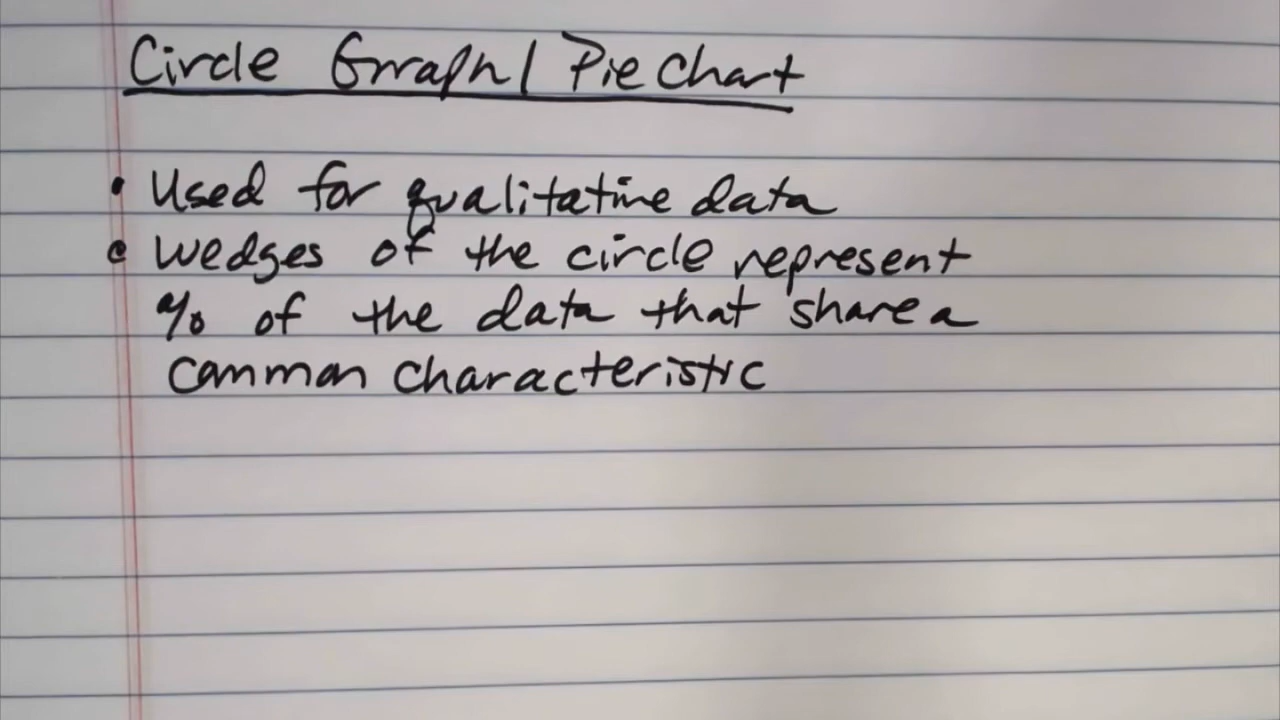 Circle Graph / Pie Chart
• Used for qualitative data
• Wedges of the circle represent
% of the data that share a
common characteristic